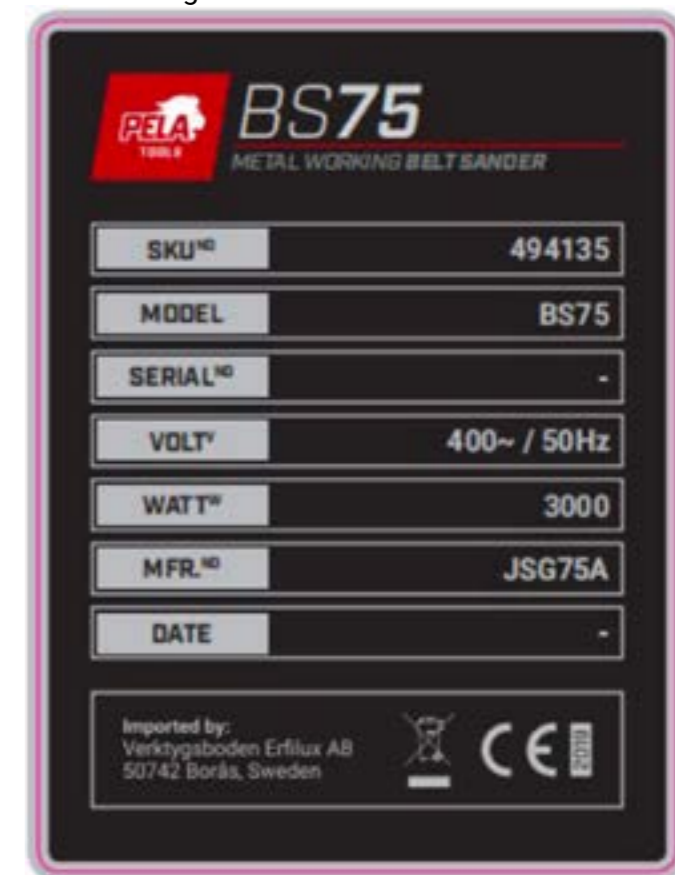 PELA
TOOLS
BS75
METAL WORKING BELT SANDER
SKU NO 494135
MODEL BS75
SERIAL NO -
VOLT V 400~ / 50Hz
WATT W 3000
MFR. NO JSG75A
DATE -
Imported by:
Verktygsboden Erfilux AB
50742 Borås, Sweden
CE 2019